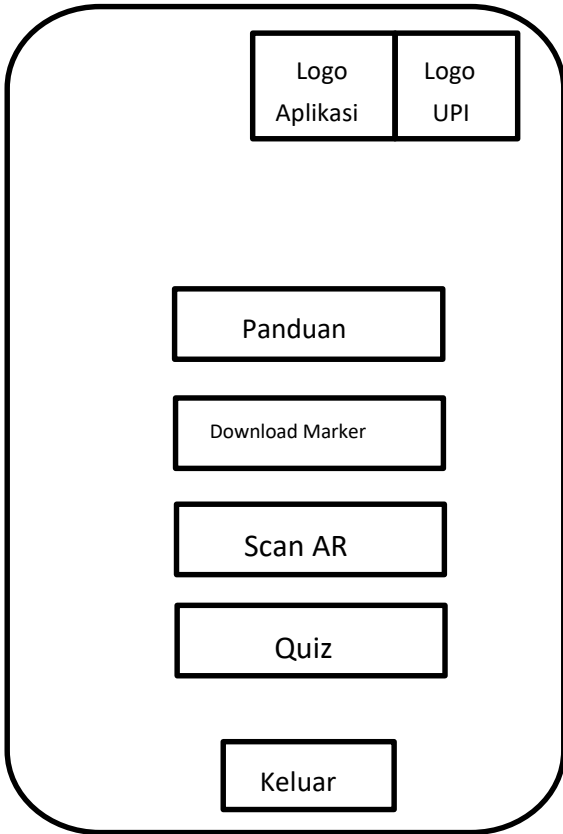 Logo
Aplikasi
Logo
UPI
Panduan
Download Marker
Scan AR
Quiz
Keluar